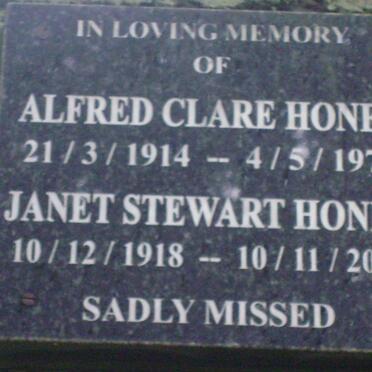 IN LOVING MEMORY
OF
ALFRED CLARE HONE
21 / 3 / 1914 -- 4 / 5 / 197
JANET STEWART HON
10 / 12 / 1918 -- 10 / 11 / 20
SADLY MISSED